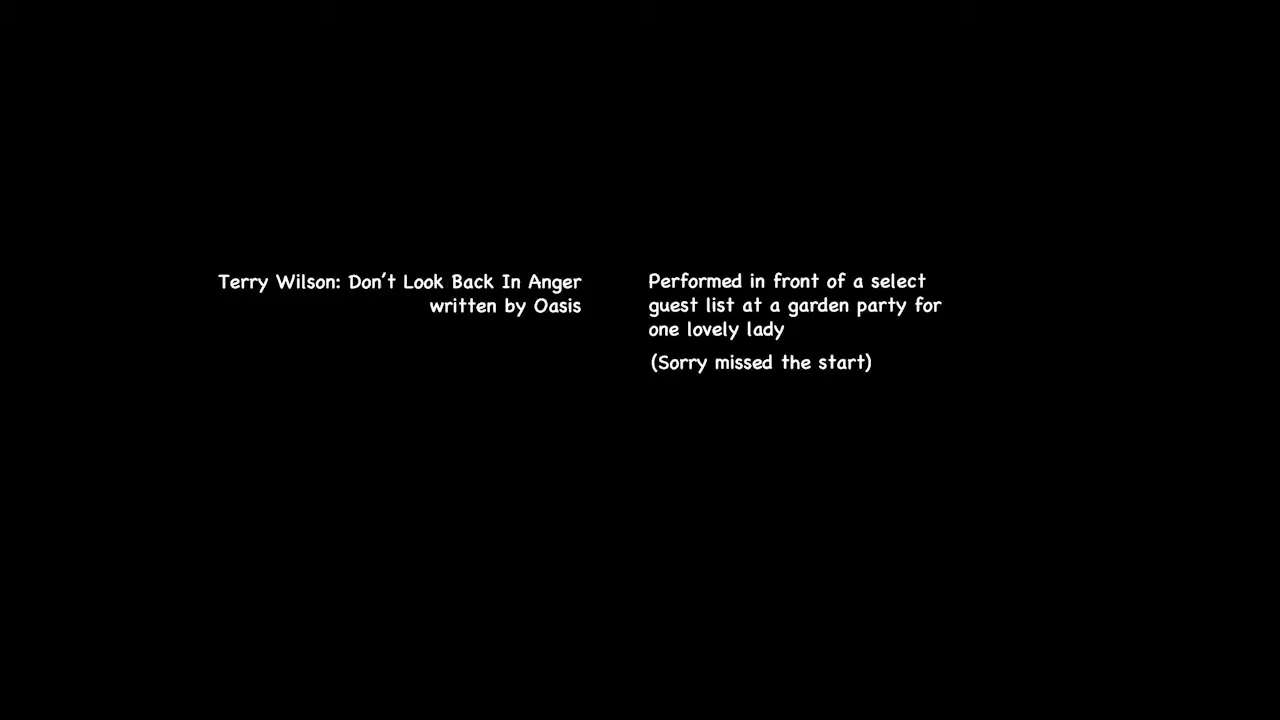 Terry Wilson: Don't Look Back In Anger
written by Oasis
Performed in front of a select
guest list at a garden party for
one lovely lady
(Sorry missed the start)